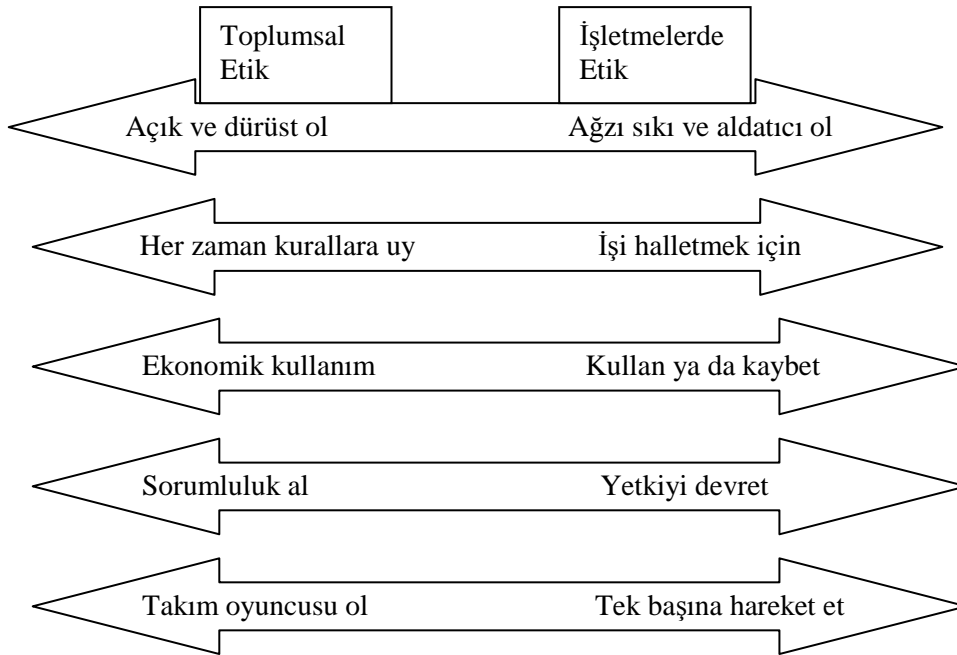 Toplumsal
Etik
İşletmelerde
Etik
Açık ve dürüst ol
Ağzı sıkı ve aldatıcı ol
Her zaman kurallara uy
İşi halletmek için
Ekonomik kullanım
Kullan ya da kaybet
Sorumluluk al
Yetkiyi devret
Takım oyuncusu ol
Tek başına hareket et